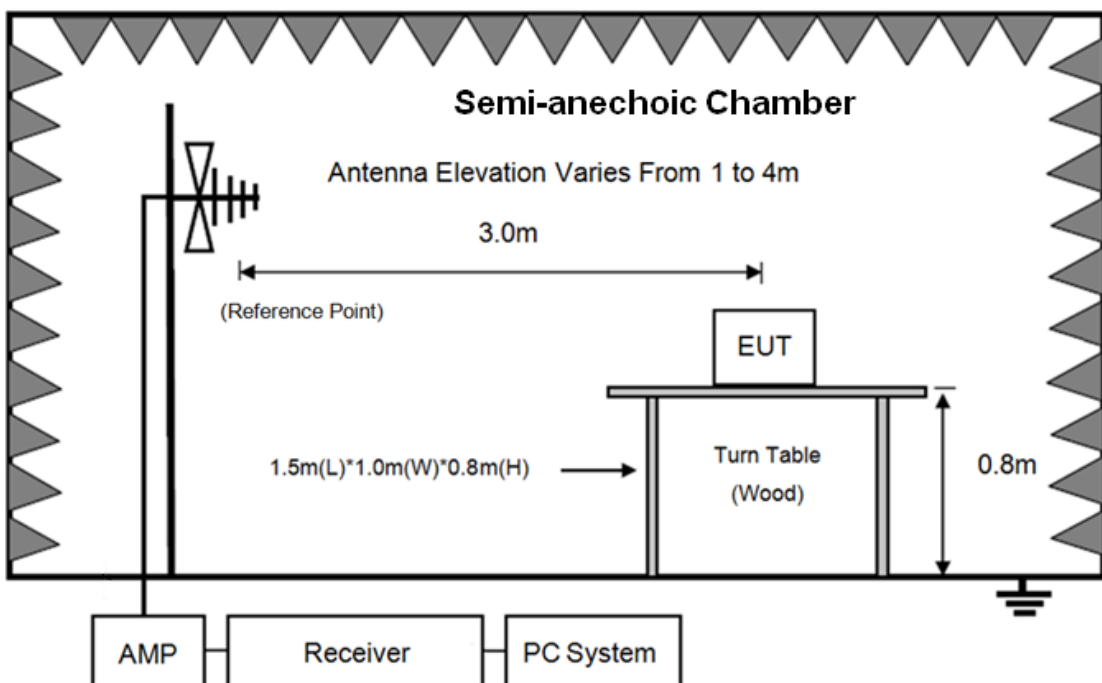 Semi-anechoic Chamber
Antenna Elevation Varies From 1 to 4m
3.0m
(Reference Point)
EUT
1.5m(L)*1.0m(W)*0.8m(H)
Turn Table
(Wood)
0.8m
AMP
Receiver
PC System